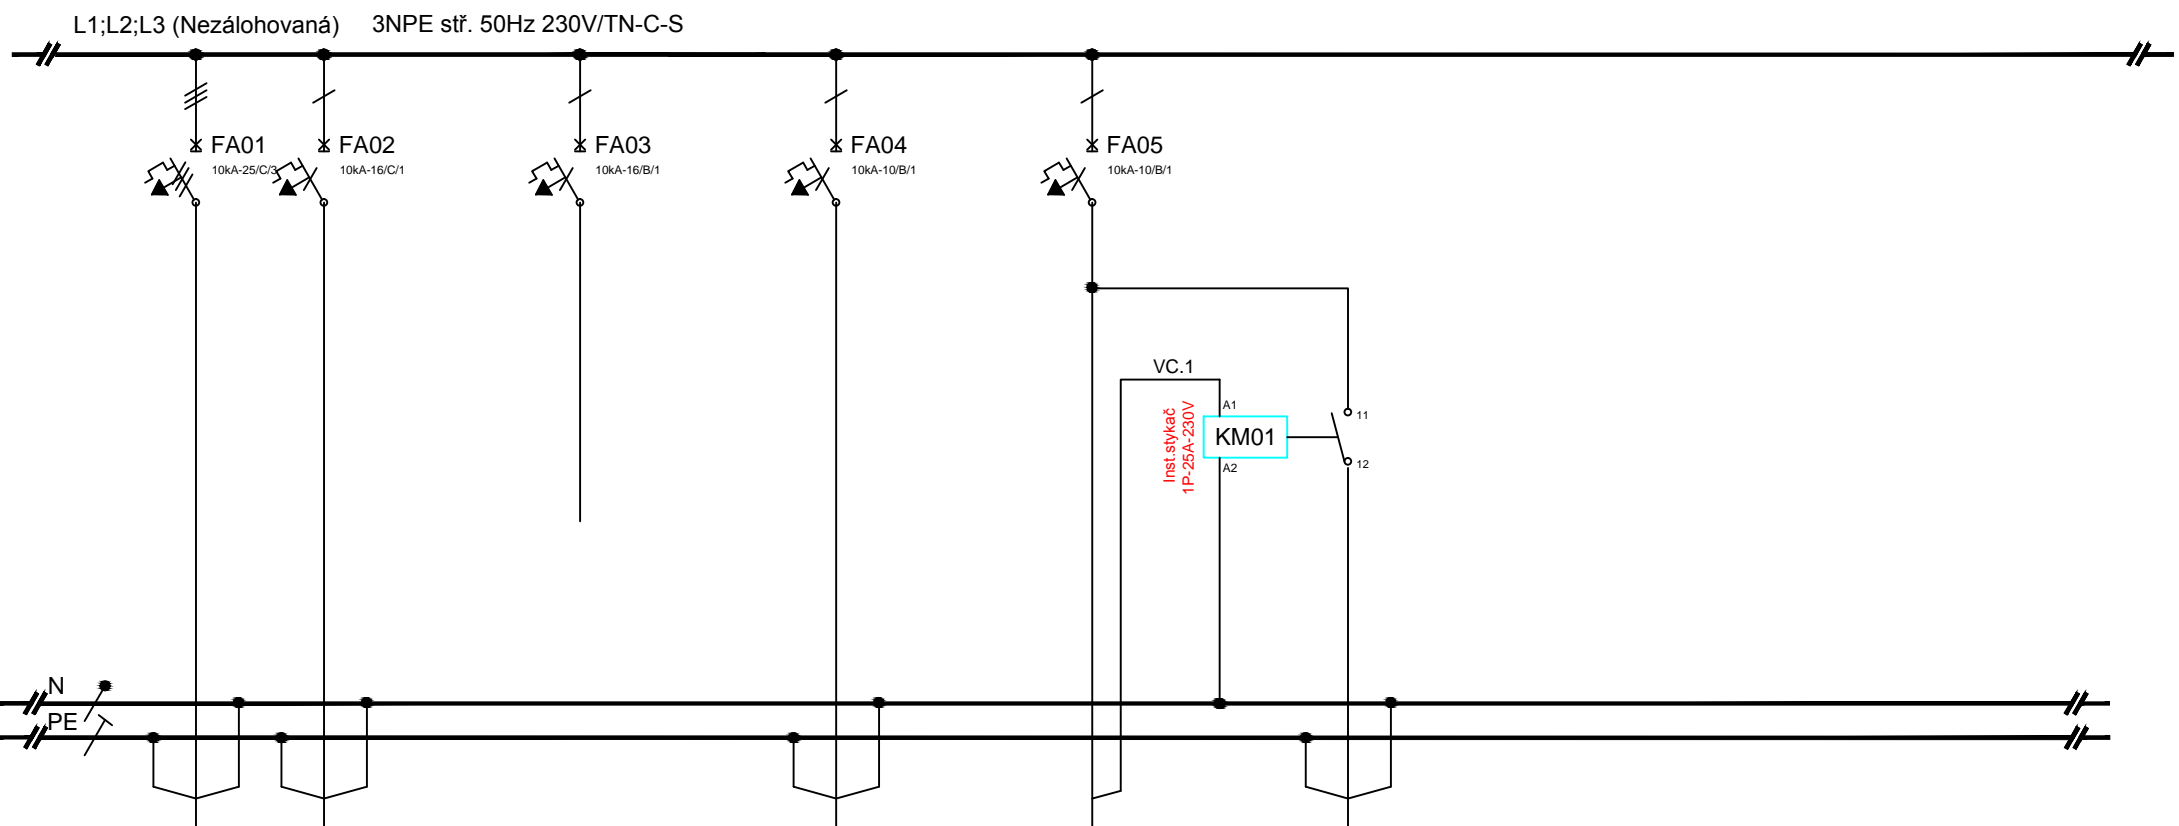 L1;L2;L3 (Nezálohovaná) 3NPE stř. 50Hz 230V/TN-C-S
FA01
10kA-25/C/3
FA02
10kA-16/C/1
FA03
10kA-16/B/1
FA04
10kA-10/B/1
FA05
10kA-10/B/1
VC.1
A1
Inst.stykač
1P-25A-230V
KM01
A2
11
12
N
PE